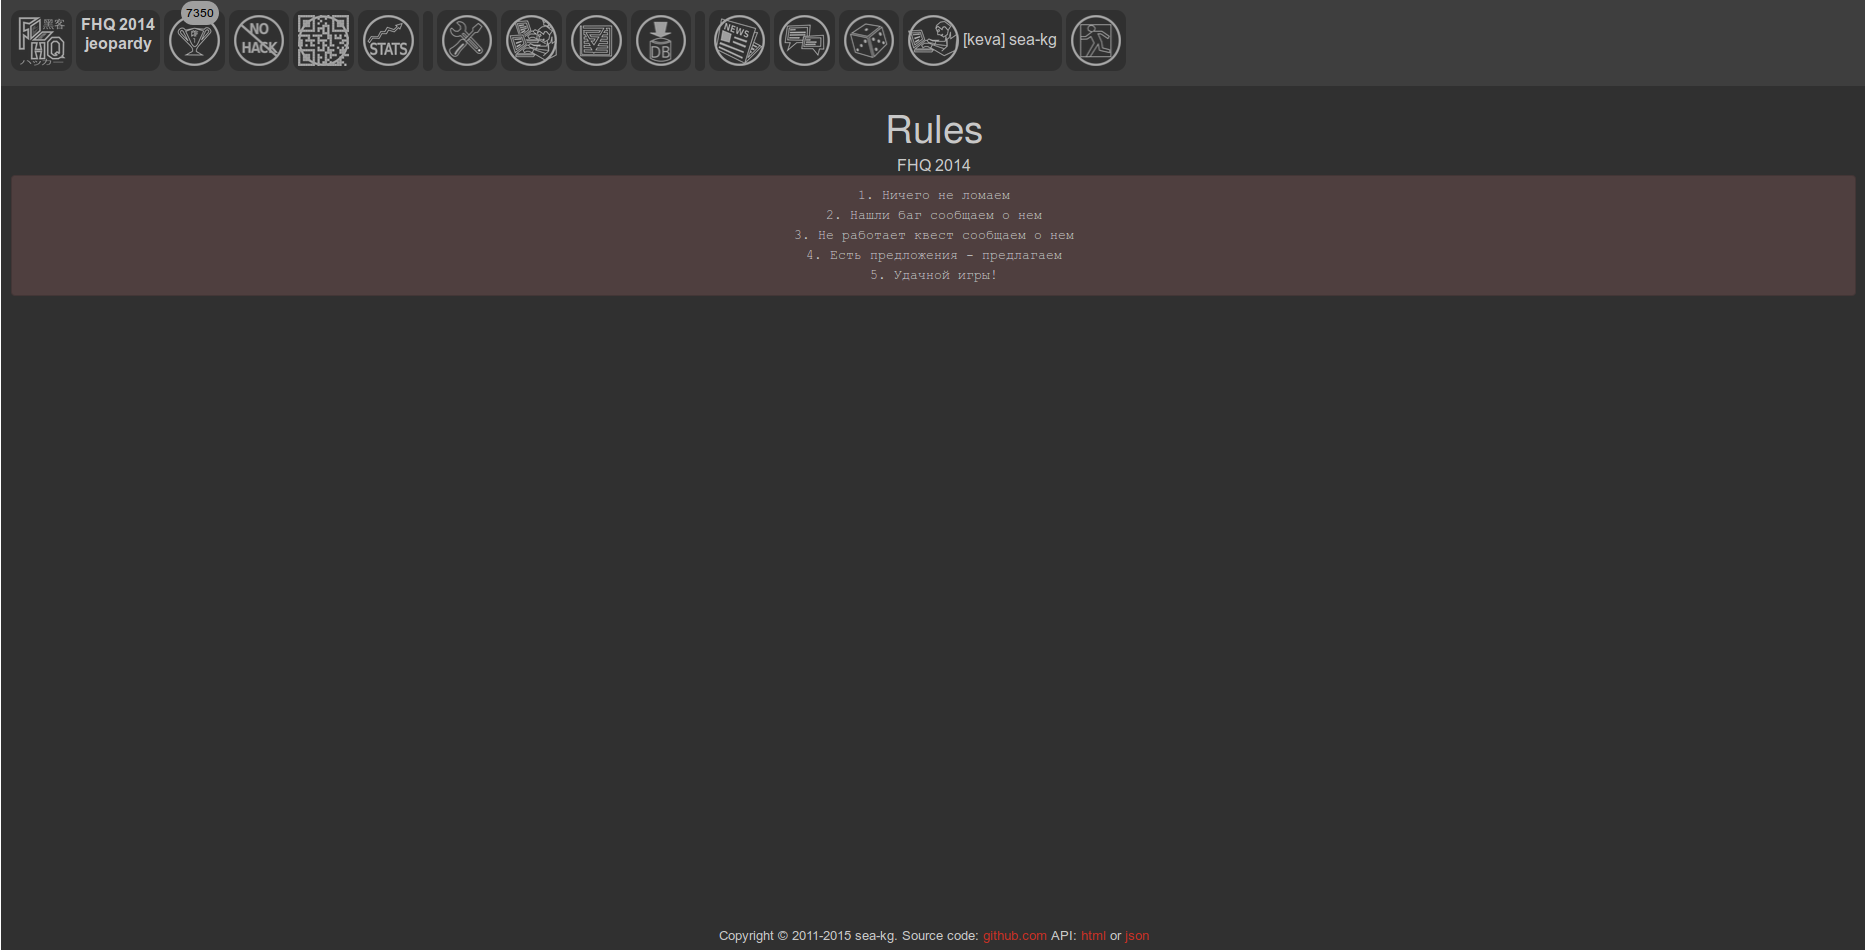 黑客
FHQ
ハッカー
FHQ 2014
jeopardy
7350
NO
HACK
STATS
DB
NEWS
[keva] sea-kg
Rules
FHQ 2014
1. Ничего не ломаем
2. Нашли баг сообщаем о нем
3. Не работает квест сообщаем о нем
4. Есть предложения - предлагаем
5. Удачной игры!
Copyright © 2011-2015 sea-kg. Source code: github.com API: html or json